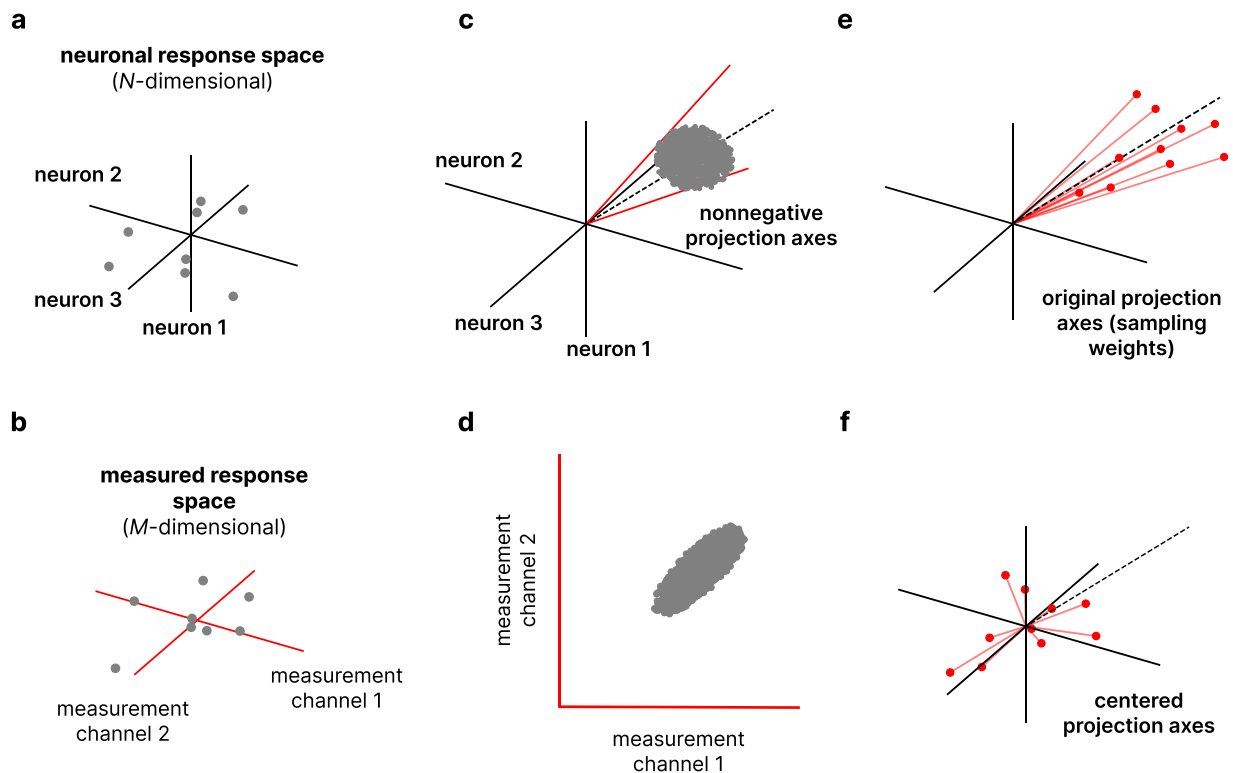 a
neuronal response space
(N-dimensional)
neuron 2
neuron 3
neuron 1
b
measured response
space
(M-dimensional)
measurement
channel 1
measurement
channel 2
c
neuron 2
nonnegative
projection axes
neuron 3
neuron 1
d
measurement
channel 2
measurement
channel 1
e
original projection
axes (sampling
weights)
f
centered
projection axes